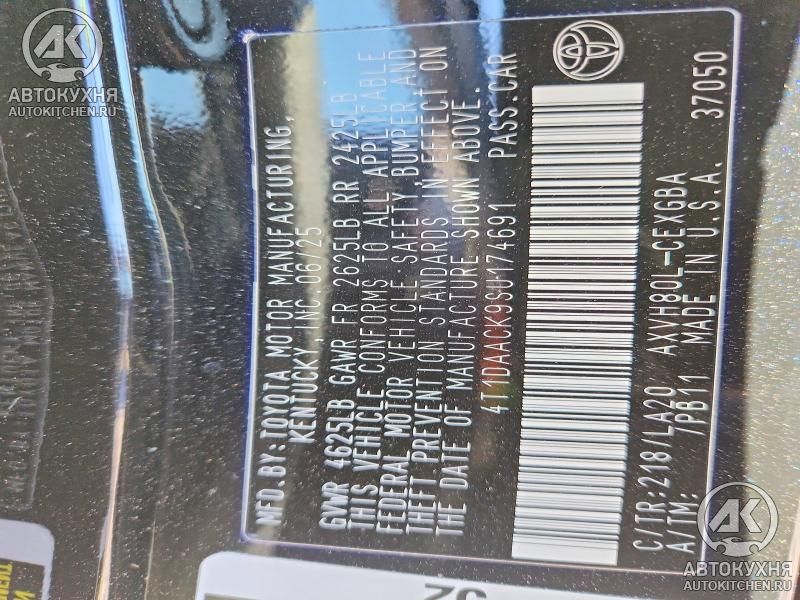 MFD.BY:TOYOTA MOTOR MANUFACTURING,
KENTUCKY, INC. 06/25
GVWR 4625LB GAWR FR 2625LB RR 2425LB
THIS VEHICLE CONFORMS TO ALL APPLICABLE
FEDERAL MOTOR VEHICLE SAFETY BUMPER AND
THEFT PREVENTION STANDARDS IN EFFECT ON
THE DATE OF MANUFACTURE SHOWN ABOVE.
4T1DAACK9SU174691 PASS.CAR
C/TR:218/LA20 AXVH80L-CEXGBA
A/TM: /PB11 MADE IN U.S.A. 37050
AK
АВТОКУХНЯ
AUTOKITCHEN.RU
AK
АВТОКУХНЯ
AUTOKITCHEN.RU